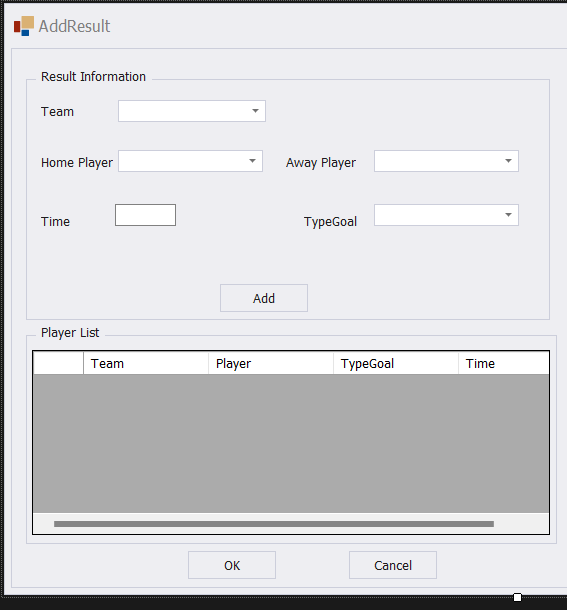 AddResult
Result Information
Team
Home Player Away Player
Time TypeGoal
Add
Player List
Team Player TypeGoal Time
OK Cancel